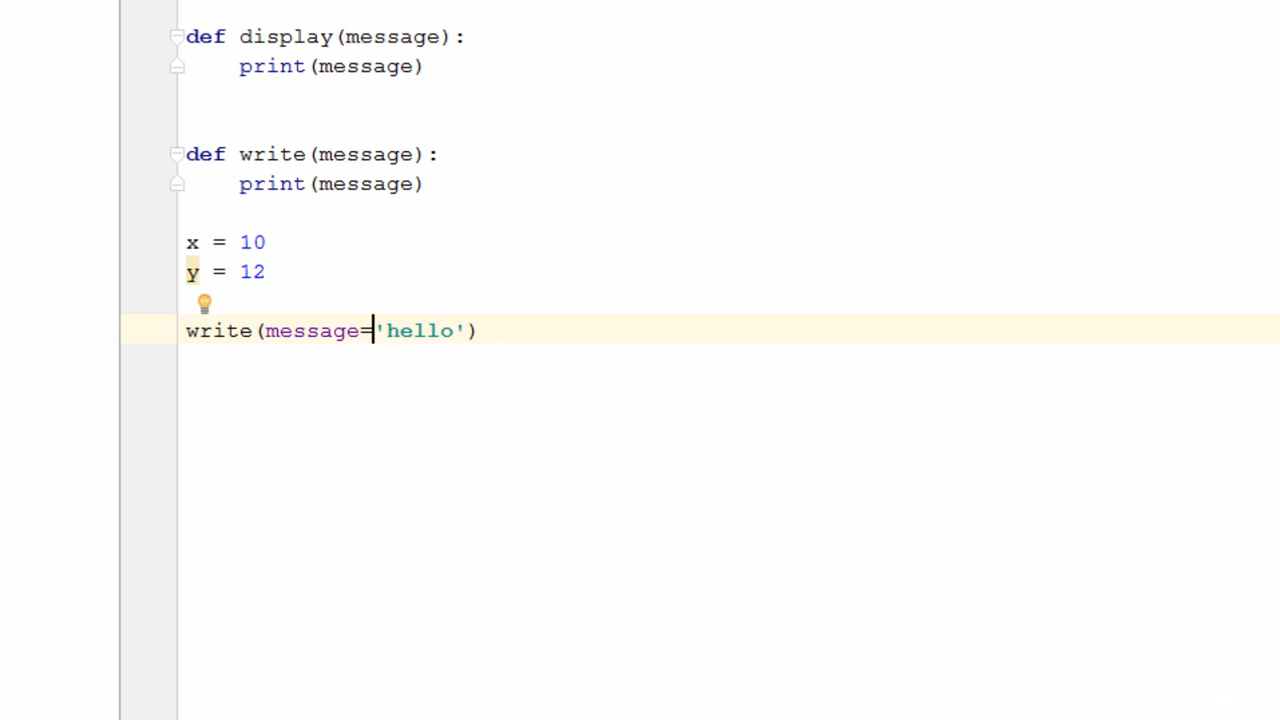 def display(message):
    print(message)
def write(message):
    print(message)
x = 10
y = 12
write(message='hello')